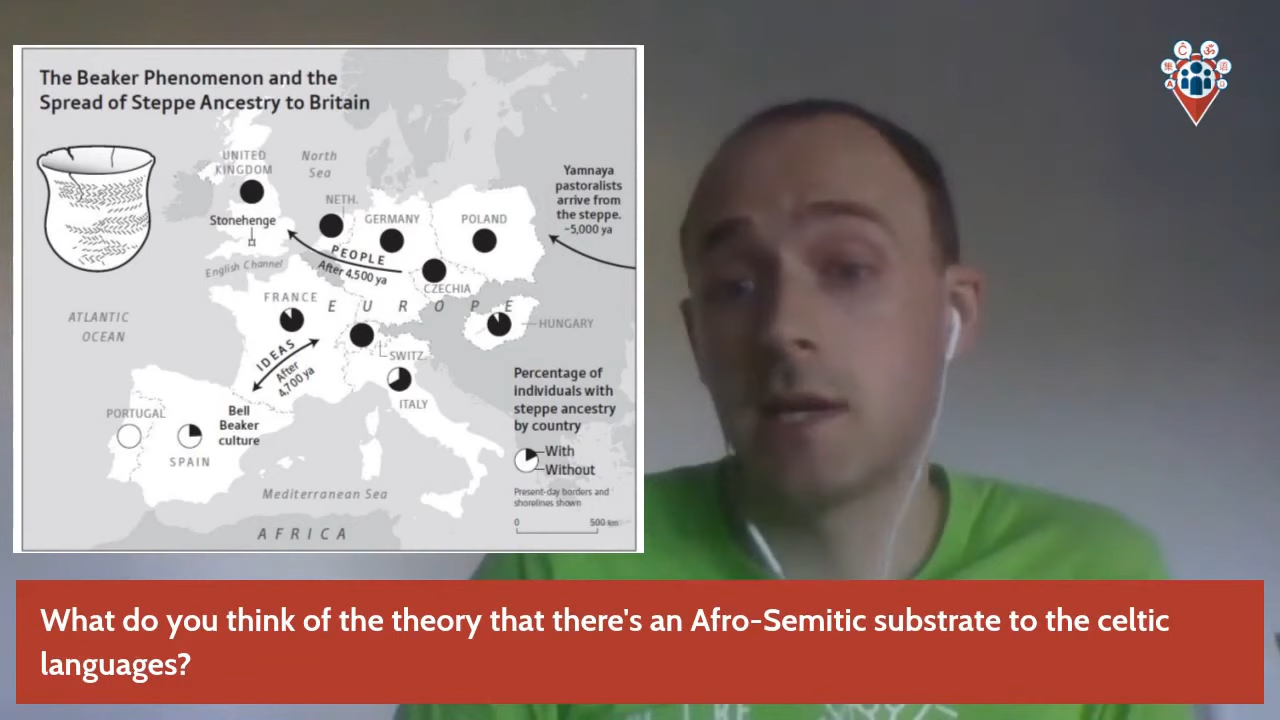 The Beaker Phenomenon and the
Spread of Steppe Ancestry to Britain
UNITED
KINGDOM
North
Sea
Yamnaya
pastoralists
arrive from
the steppe.
~5,000 ya
NETH.
GERMANY
POLAND
Stonehenge
PEOPLE
After 4,500 ya
English Channel
CZECHIA
FRANCE
EUROPE
ATLANTIC
OCEAN
HUNGARY
IDEAS
After
4,700 ya
SWITZ.
ITALY
Percentage of
individuals with
steppe ancestry
by country
PORTUGAL
Bell
Beaker
culture
SPAIN
With
Without
Present-day borders and
shorelines shown
Mediterranean Sea
0 500 km
AFRICA
What do you think of the theory that there's an Afro-Semitic substrate to the celtic
languages?